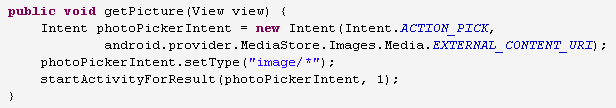 public void getPicture(View view) {
    Intent photoPickerIntent = new Intent(Intent.ACTION_PICK,
            android.provider.MediaStore.Images.Media.EXTERNAL_CONTENT_URI);
    photoPickerIntent.setType("image/*");
    startActivityForResult(photoPickerIntent, 1);
}